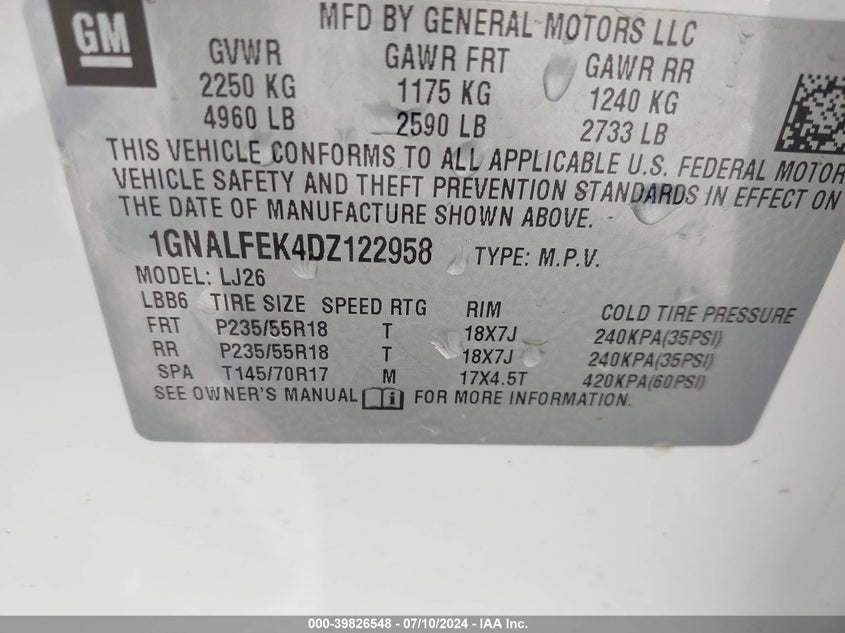 GM
MFD BY GENERAL MOTORS LLC
GVWR GAWR FRT GAWR RR
2250 KG 1175 KG 1240 KG
4960 LB 2590 LB 2733 LB
THIS VEHICLE CONFORMS TO ALL APPLICABLE U.S. FEDERAL MOTOR
VEHICLE SAFETY AND THEFT PREVENTION STANDARDS IN EFFECT ON
THE DATE OF MANUFACTURE SHOWN ABOVE.
1GNALFEK4DZ122958 TYPE: M.P.V.
MODEL: LJ26
LBB6 TIRE SIZE SPEED RTG RIM COLD TIRE PRESSURE
FRT P235/55R18 T 18X7J 240KPA(35PSI)
RR P235/55R18 T 18X7J 240KPA(35PSI)
SPA T145/70R17 M 17X4.5T 420KPA(60PSI)
SEE OWNER'S MANUAL FOR MORE INFORMATION.
000-39826548 - 07/10/2024 - IAA Inc.